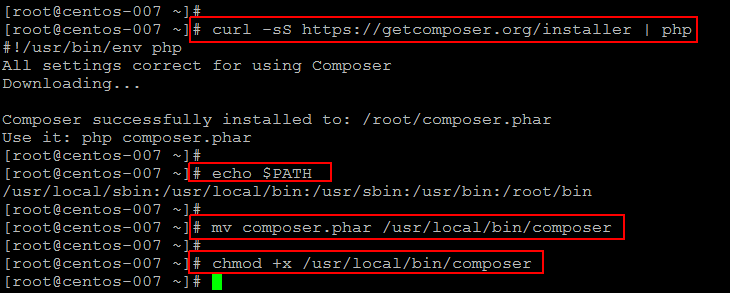 [root@centos-007 ~]#
[root@centos-007 ~]# curl -sS https://getcomposer.org/installer | php
#!/usr/bin/env php
All settings correct for using Composer
Downloading...
Composer successfully installed to: /root/composer.phar
Use it: php composer.phar
[root@centos-007 ~]#
[root@centos-007 ~]# echo $PATH
/usr/local/sbin:/usr/local/bin:/usr/sbin:/usr/bin:/root/bin
[root@centos-007 ~]#
[root@centos-007 ~]# mv composer.phar /usr/local/bin/composer
[root@centos-007 ~]#
[root@centos-007 ~]# chmod +x /usr/local/bin/composer
[root@centos-007 ~]#